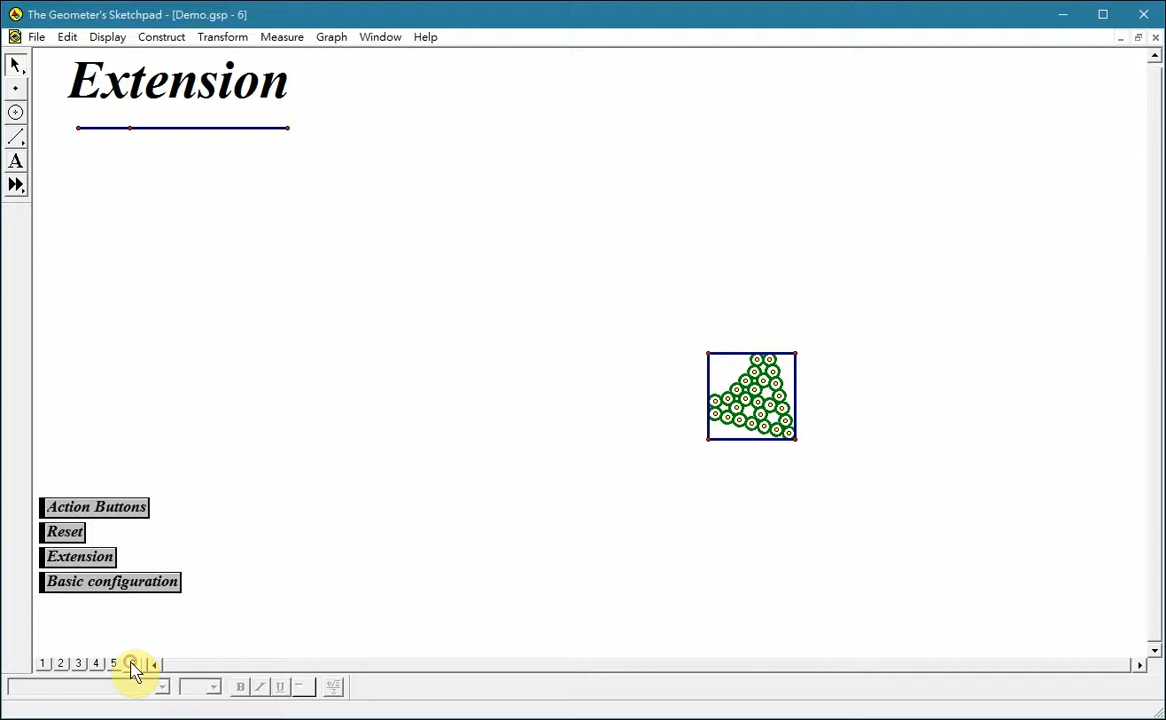 The Geometer's Sketchpad - [Demo.gsp - 6]
File Edit Display Construct Transform Measure Graph Window Help
A
Extension
Action Buttons
Reset
Extension
Basic configuration
1 2 3 4 5
B I U